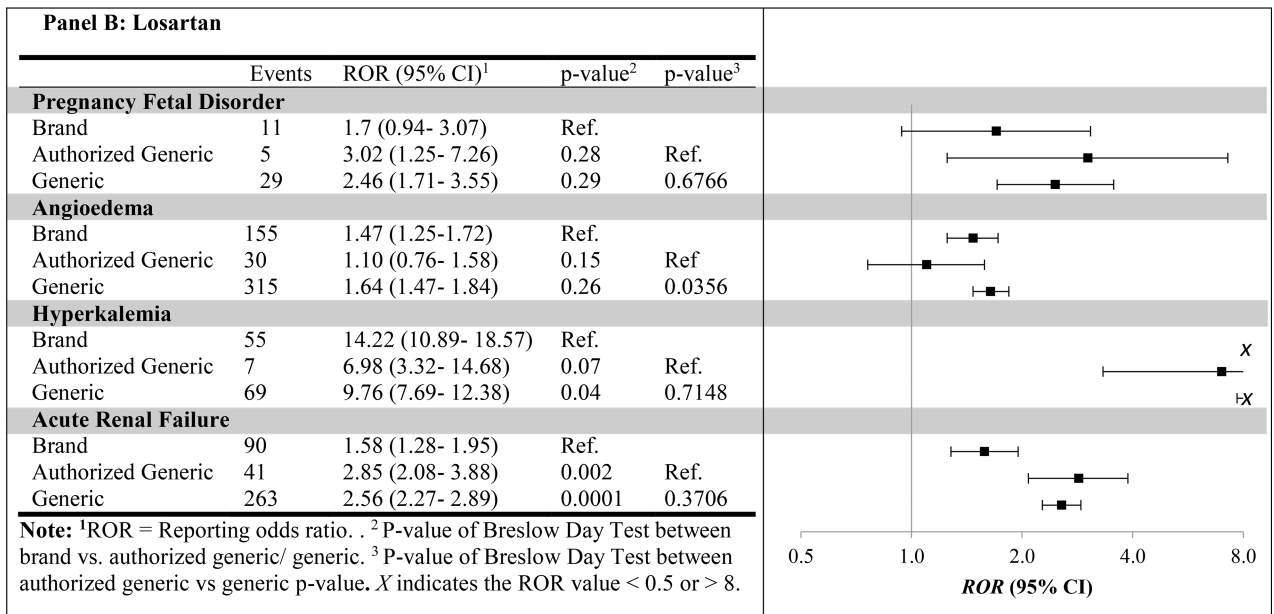 Panel B: Losartan
Events ROR (95% CI)1 p-value2 p-value3
Pregnancy Fetal Disorder
Brand 11 1.7 (0.94- 3.07) Ref.
Authorized Generic 5 3.02 (1.25- 7.26) 0.28 Ref.
Generic 29 2.46 (1.71- 3.55) 0.29 0.6766
Angioedema
Brand 155 1.47 (1.25-1.72) Ref.
Authorized Generic 30 1.10 (0.76- 1.58) 0.15 Ref
Generic 315 1.64 (1.47- 1.84) 0.26 0.0356
Hyperkalemia
Brand 55 14.22 (10.89- 18.57) Ref. X
Authorized Generic 7 6.98 (3.32- 14.68) 0.07 Ref.
Generic 69 9.76 (7.69- 12.38) 0.04 0.7148 X
Acute Renal Failure
Brand 90 1.58 (1.28- 1.95) Ref.
Authorized Generic 41 2.85 (2.08- 3.88) 0.002 Ref.
Generic 263 2.56 (2.27- 2.89) 0.0001 0.3706
Note: 1ROR = Reporting odds ratio. . 2 P-value of Breslow Day Test between
brand vs. authorized generic/ generic. 3 P-value of Breslow Day Test between
authorized generic vs generic p-value. X indicates the ROR value < 0.5 or > 8.
1.0
0.5 1.0 2.0 4.0 8.0
ROR (95% CI)